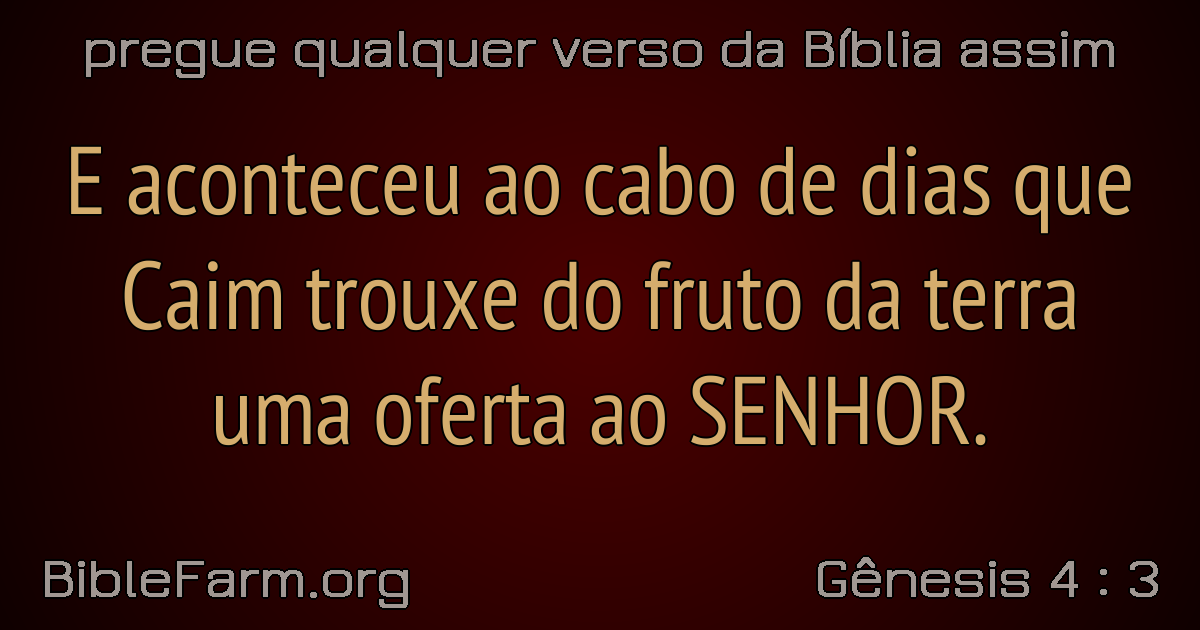 pregue qualquer verso da Bíblia assim
E aconteceu ao cabo de dias que
Caim trouxe do fruto da terra
uma oferta ao SENHOR.
BibleFarm.org
Gênesis 4 : 3